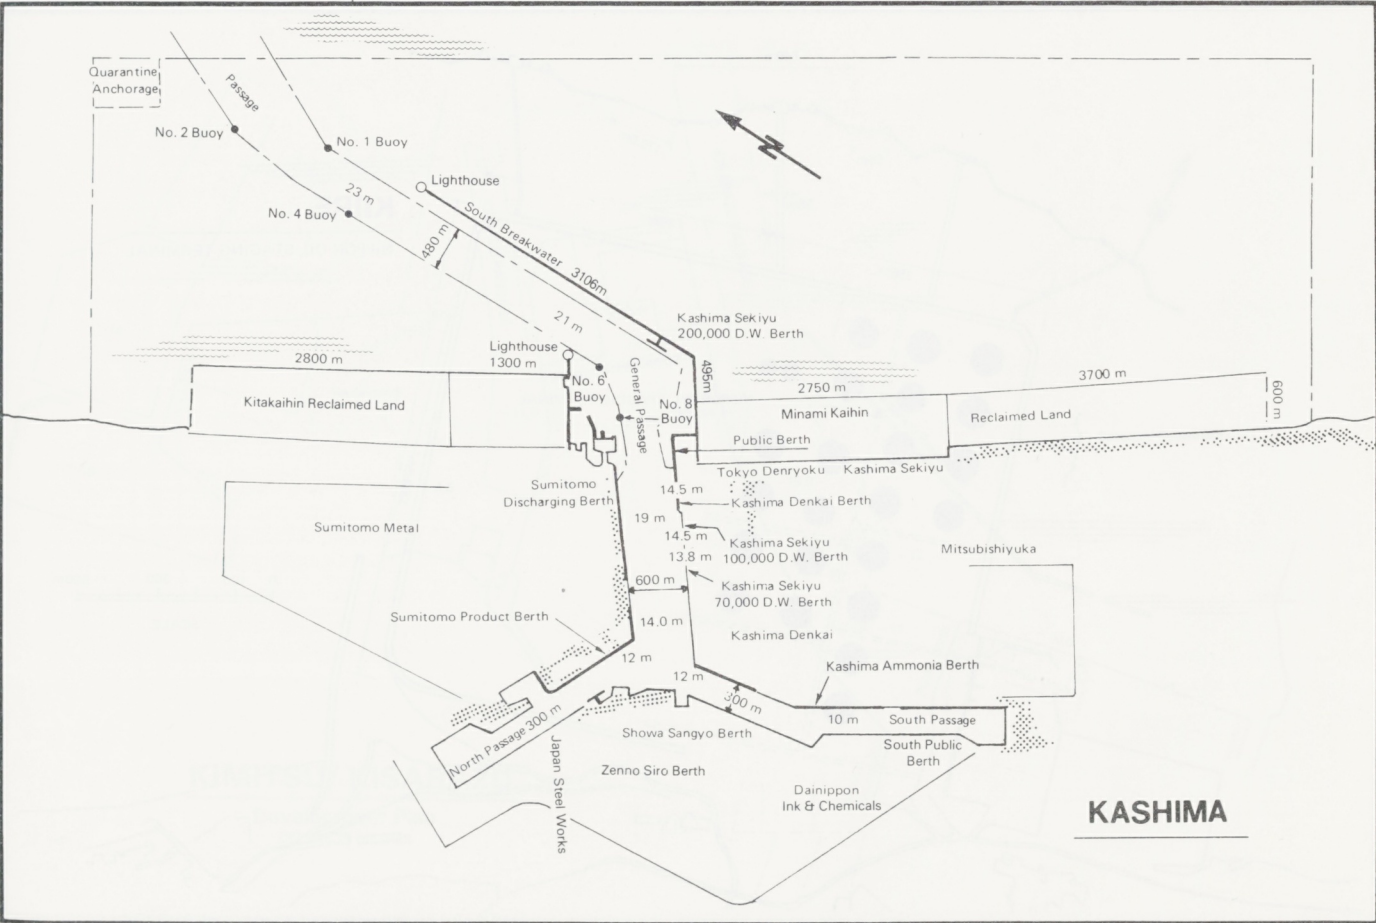 Quarantine
Anchorage
Passage
No. 2 Buoy
No. 1 Buoy
N
Lighthouse
23 m
No. 4 Buoy
South Breakwater 3106m
480 m
21 m
Kashima Sekiyu
200,000 D.W. Berth
Lighthouse
2800 m
1300 m
General Passage
495m
2750 m
3700 m
600 m
No. 6
Buoy
No. 8
Buoy
Kitakaihin Reclaimed Land
Minami Kaihin
Reclaimed Land
Public Berth
Tokyo Denryoku
Kashima Sekiyu
Sumitomo
Discharging Berth
14.5 m
Kashima Denkai Berth
Sumitomo Metal
19 m
14.5 m
Kashima Sekiyu
100,000 D.W. Berth
13.8 m
Mitsubishiyuka
600 m
Kashima Sekiyu
70,000 D.W. Berth
Sumitomo Product Berth
14.0 m
Kashima Denkai
12 m
12 m
Kashima Ammonia Berth
300 m
10 m
South Passage
North Passage 300 m
Showa Sangyo Berth
South Public
Berth
Japan Steel Works
Zenno Siro Berth
Dainippon
Ink & Chemicals
KASHIMA